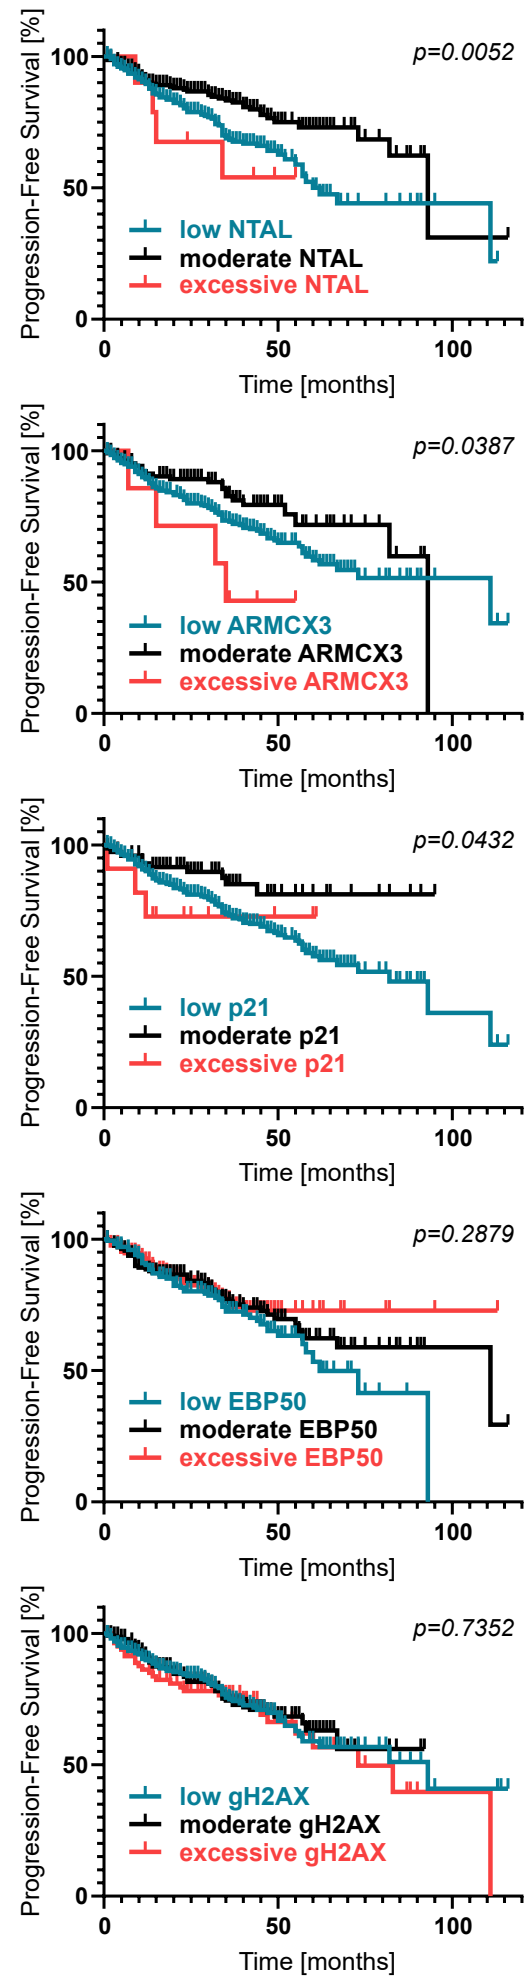 Progression-Free Survival [%]
p=0.0052
100
50
0
low NTAL
moderate NTAL
excessive NTAL
0 50 100
Time [months]
Progression-Free Survival [%]
p=0.0387
100
50
0
low ARMCX3
moderate ARMCX3
excessive ARMCX3
0 50 100
Time [months]
Progression-Free Survival [%]
p=0.0432
100
50
0
low p21
moderate p21
excessive p21
0 50 100
Time [months]
Progression-Free Survival [%]
p=0.2879
100
50
0
low EBP50
moderate EBP50
excessive EBP50
0 50 100
Time [months]
Progression-Free Survival [%]
p=0.7352
100
50
0
low gH2AX
moderate gH2AX
excessive gH2AX
0 50 100
Time [months]